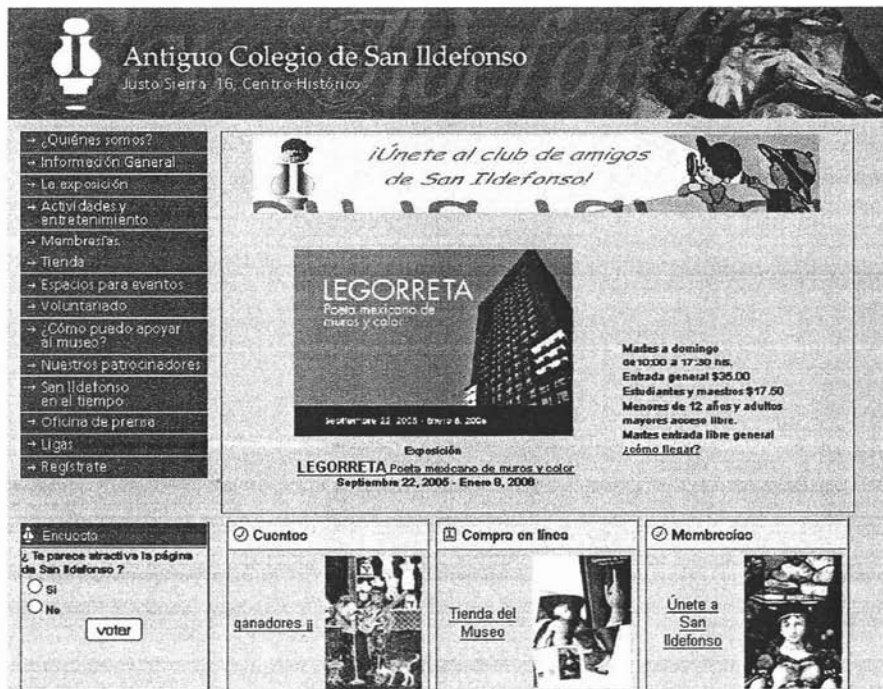 Antiguo Colegio de San Ildefonso
Justo Sierra 16, Centro Histórico
→ ¿Quiénes somos?
→ Información General
→ La exposición
→ Actividades y
entretenimiento
→ Membresías
→ Tienda
→ Espacios para eventos
→ Voluntariado
→ ¿Cómo puedo apoyar
al museo?
→ Nuestros patrocinadores
→ San Ildefonso
en el tiempo
→ Oficina de prensa
→ Ligas
→ Regístrate
¡Únete al club de amigos
de San Ildefonso!
LEGORRETA
Poeta mexicano de
muros y color
Septiembre 22, 2005 - Enero 8, 2006
Exposición
LEGORRETA Poeta mexicano de muros y color
Septiembre 22, 2005 - Enero 8, 2006
Martes a domingo
de 10:00 a 17:30 hrs.
Entrada general $35.00
Estudiantes y maestros $17.50
Menores de 12 años y adultos
mayores acceso libre.
Martes entrada libre general
¿cómo llegar?
Encuesta
¿ Te parece atractiva la página
de San Ildefonso ?
Si
No
votar
Cuentos
ganadores ¡¡
Compra en línea
Tienda del
Museo
Membresías
Únete a
San
Ildefonso